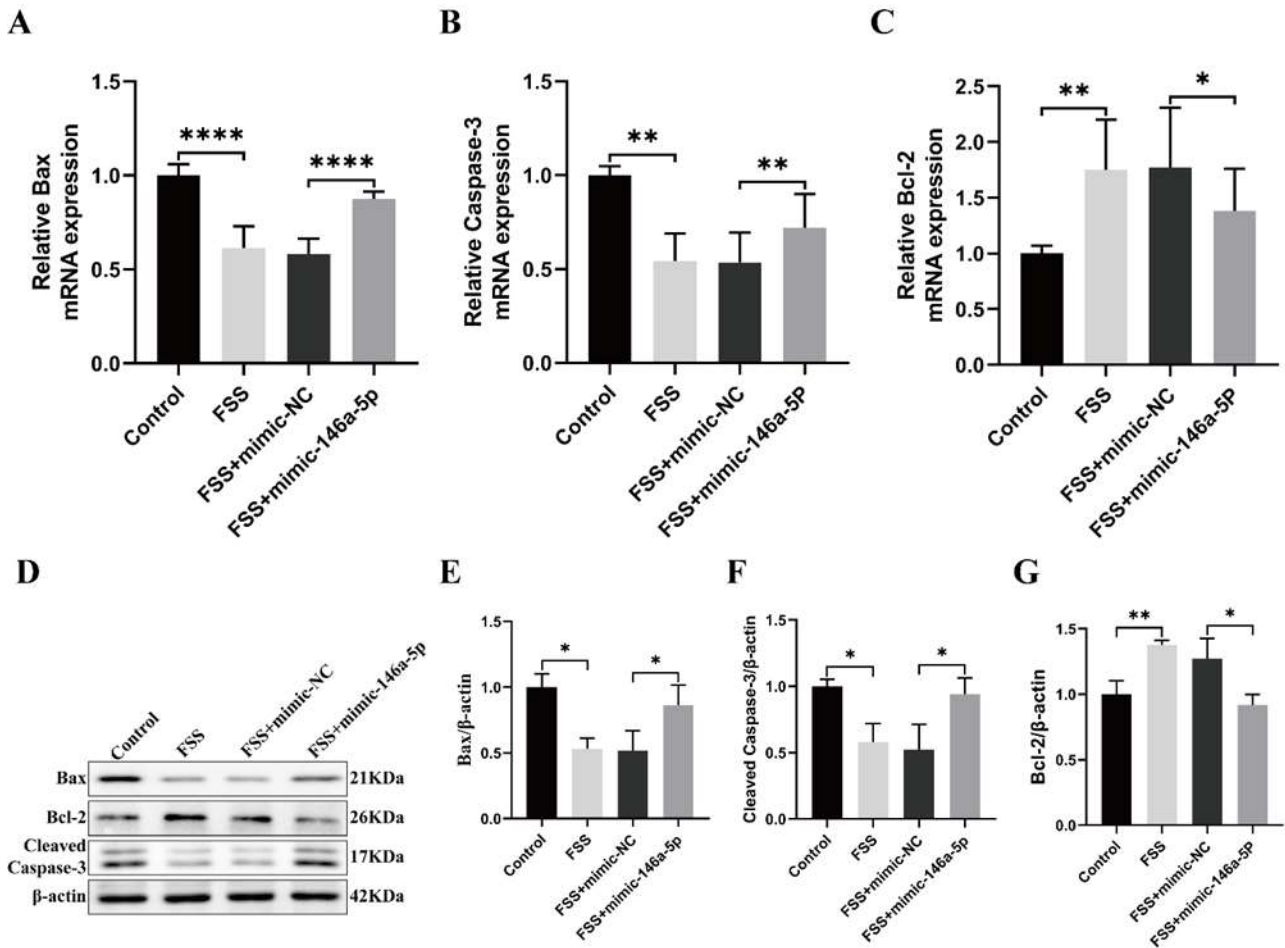 A
Relative Bax
mRNA expression
1.5
1.0
0.5
0.0
****
****
Control
FSS
FSS+mimic-NC
FSS+mimic-146a-5p
B
Relative Caspase-3
mRNA expression
1.5
1.0
0.5
0.0
**
**
Control
FSS
FSS+mimic-NC
FSS+mimic-146a-5P
C
Relative Bcl-2
mRNA expression
2.5
2.0
1.5
1.0
0.5
0.0
**
*
Control
FSS
FSS+mimic-NC
FSS+mimic-146a-5P
D
Control
FSS
FSS+mimic-NC
FSS+mimic-146a-5p
Bax 21KDa
Bcl-2 26KDa
Cleaved
Caspase-3 17KDa
β-actin 42KDa
E
Bax/β-actin
1.5
1.0
0.5
0.0
*
*
Control
FSS
FSS+mimic-NC
FSS+mimic-146a-5p
F
Cleaved Caspase-3/β-actin
1.5
1.0
0.5
0.0
*
*
Control
FSS
FSS+mimic-NC
FSS+mimic-146a-5p
G
Bcl-2/β-actin
1.5
1.0
0.5
0.0
**
*
Control
FSS
FSS+mimic-NC
FSS+mimic-146a-5P